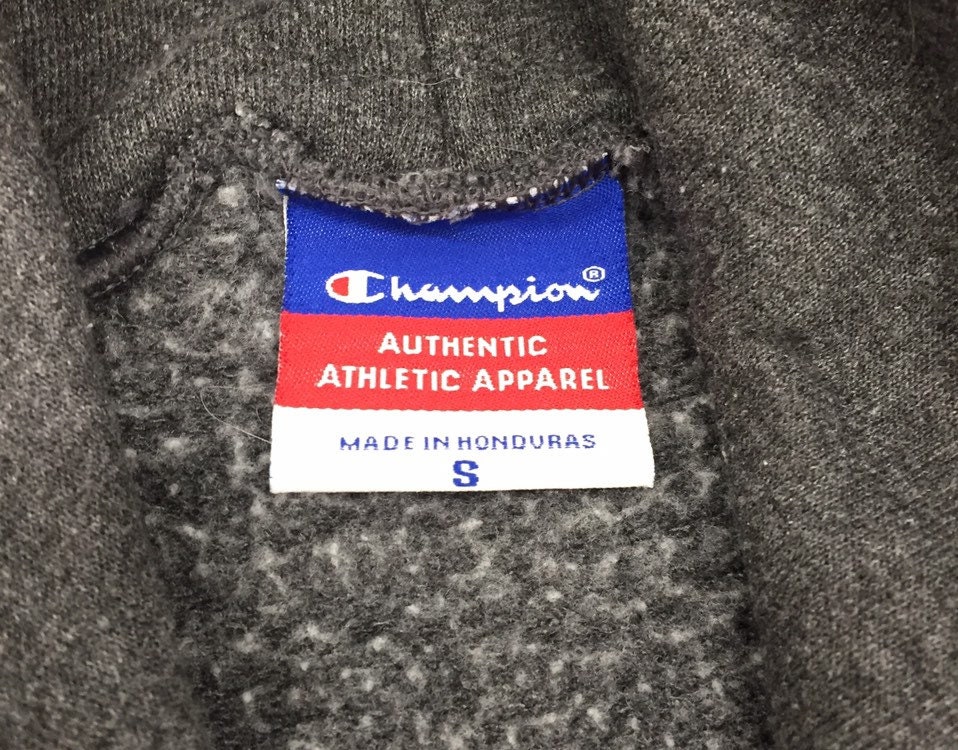 Champion®
AUTHENTIC
ATHLETIC APPAREL
MADE IN HONDURAS
S